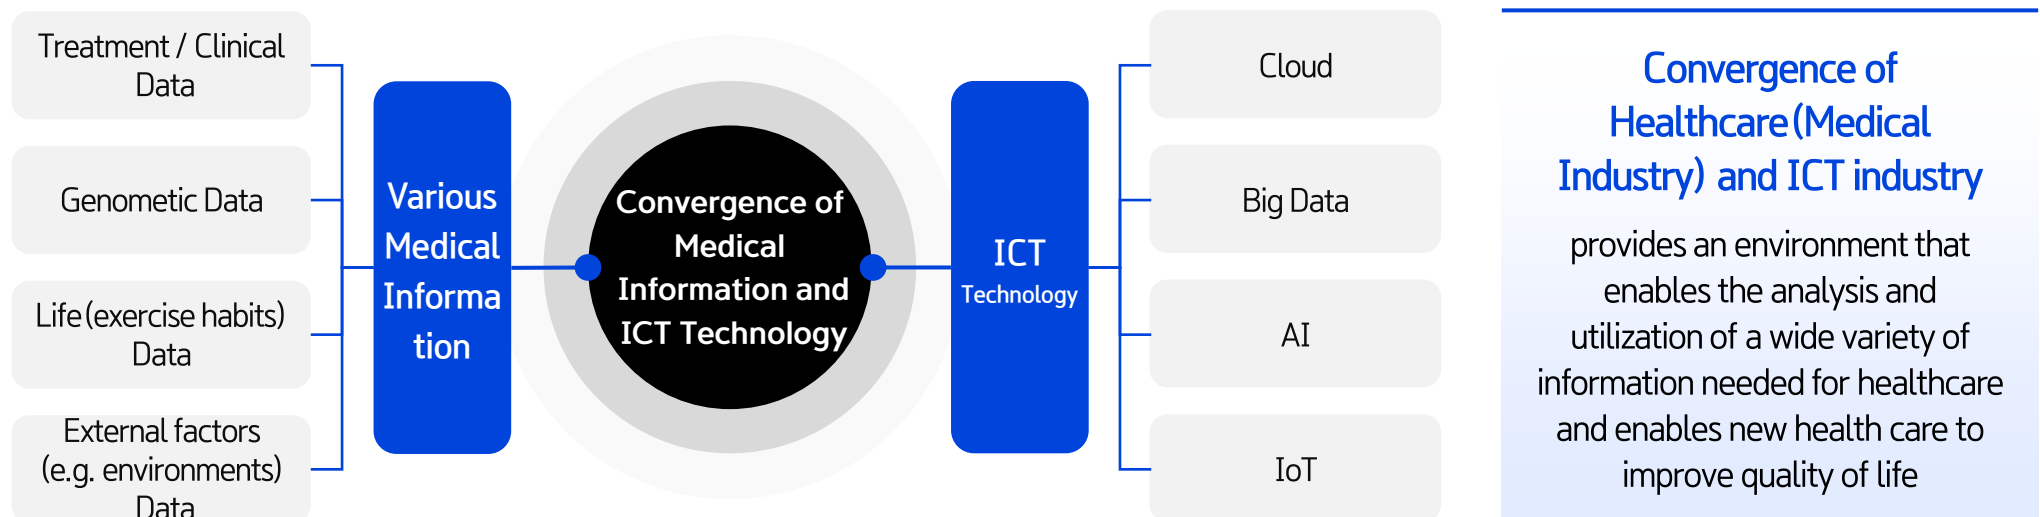 Treatment / Clinical
Data
Genometic Data
Life(exercise habits)
Data
External factors
(e.g. environments)
Data
Various
Medical
Informa
tion
Convergence of
Medical
Information and
ICT Technology
ICT
Technology
Cloud
Big Data
AI
IoT
Convergence of
Healthcare(Medical
Industry) and ICT industry
provides an environment that
enables the analysis and
utilization of a wide variety of
information needed for healthcare
and enables new health care to
improve quality of life